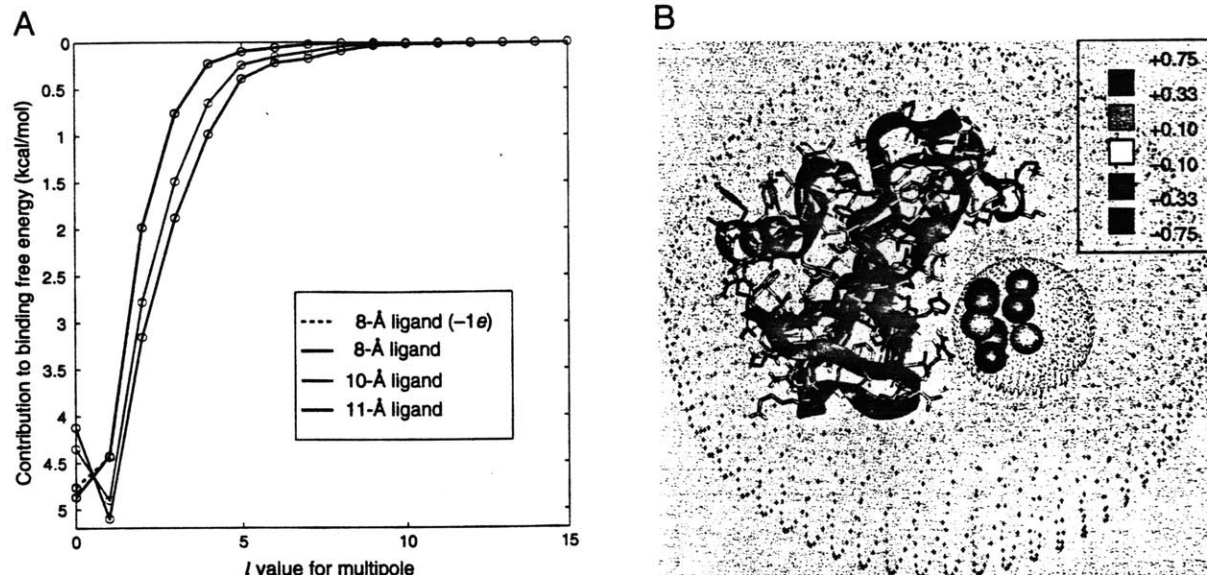 A
Contribution to binding free energy (kcal/mol)
0
0.5
1
1.5
2
2.5
3
3.5
4
4.5
5
8-Å ligand (−1e)
8-Å ligand
10-Å ligand
11-Å ligand
0
5
10
15
l value for multipole
B
+0.75
+0.33
+0.10
−0.10
−0.33
−0.75